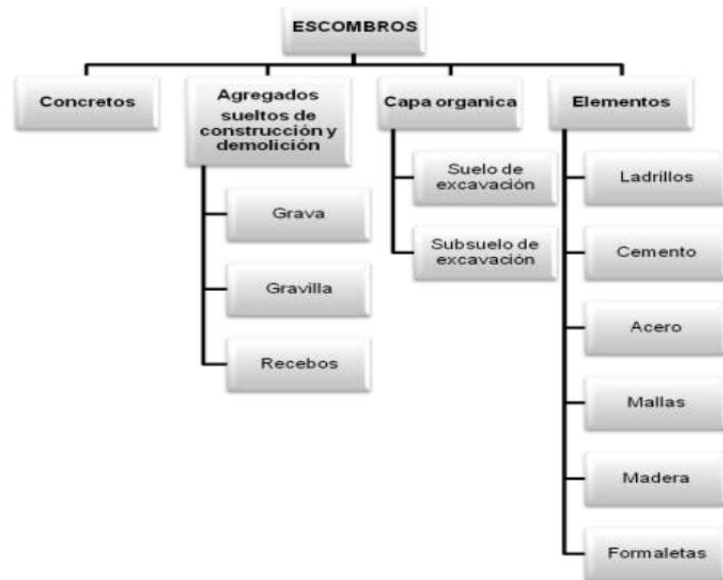 ESCOMBROS
Concretos
Agregados
sueltos de
construcción y
demolición
Grava
Gravilla
Recebos
Capa organica
Suelo de
excavación
Subsuelo de
excavación
Elementos
Ladrillos
Cemento
Acero
Mallas
Madera
Formaletas